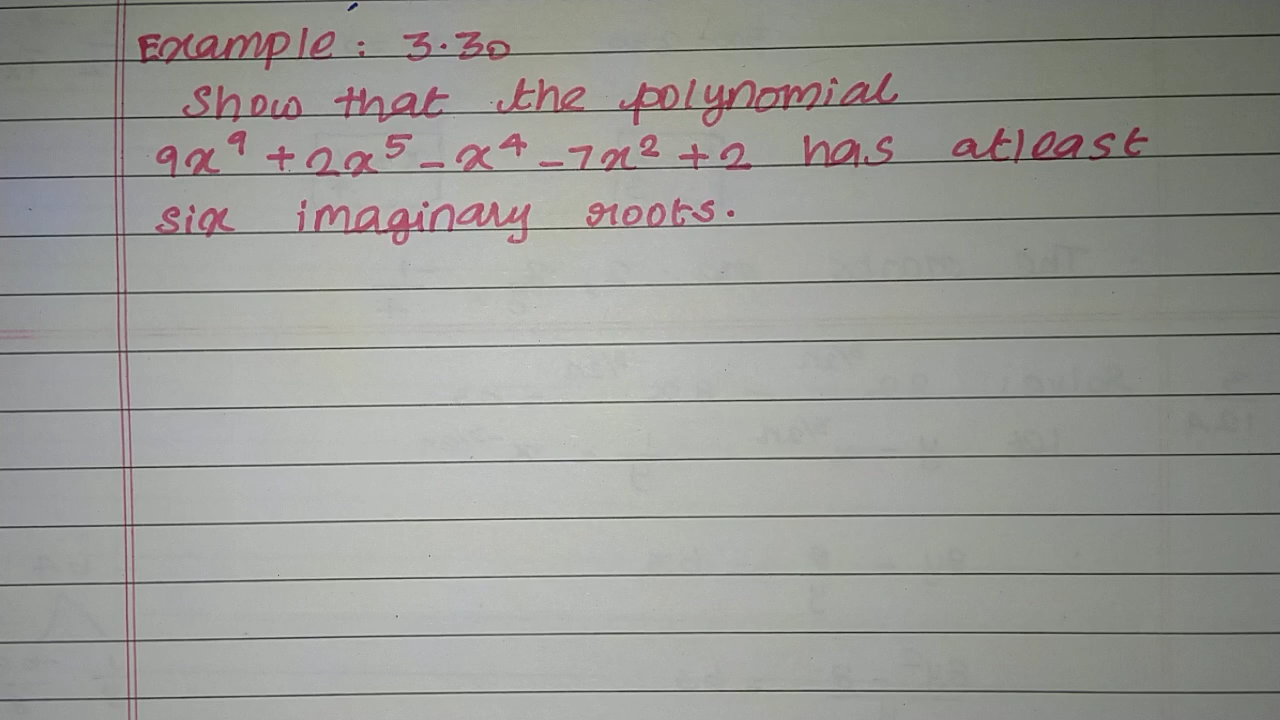 Example: 3.30
Show that the polynomial
9x⁹ + 2x⁵ - x⁴ - 7x² + 2 has atleast
six imaginary roots.